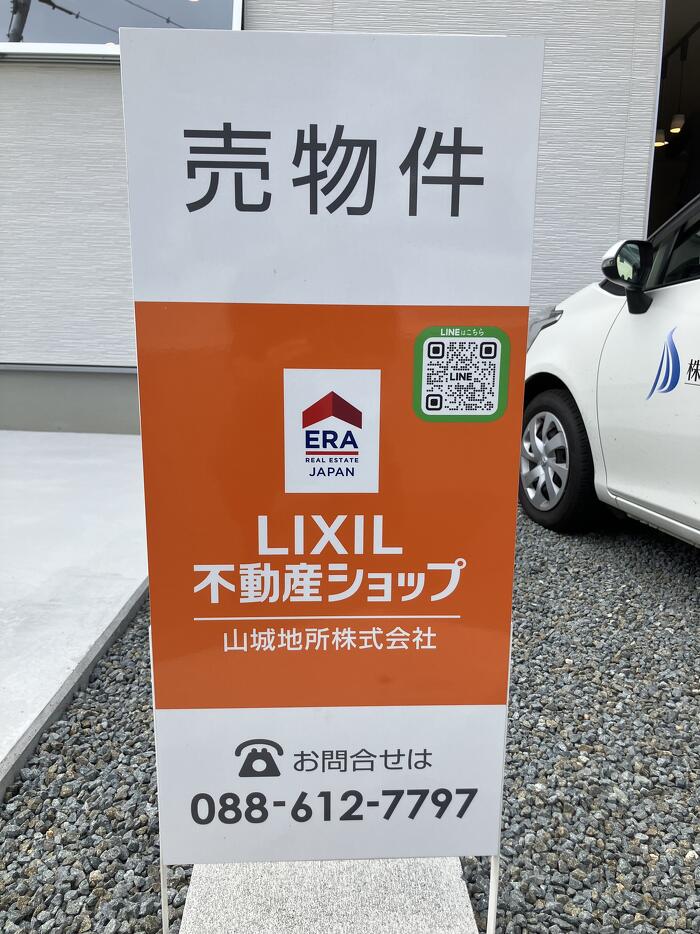 売物件
LINEはこちら
LINE
ERA
REAL ESTATE
JAPAN
LIXIL
不動産ショップ
山城地所株式会社
お問合せは
088-612-7797
株